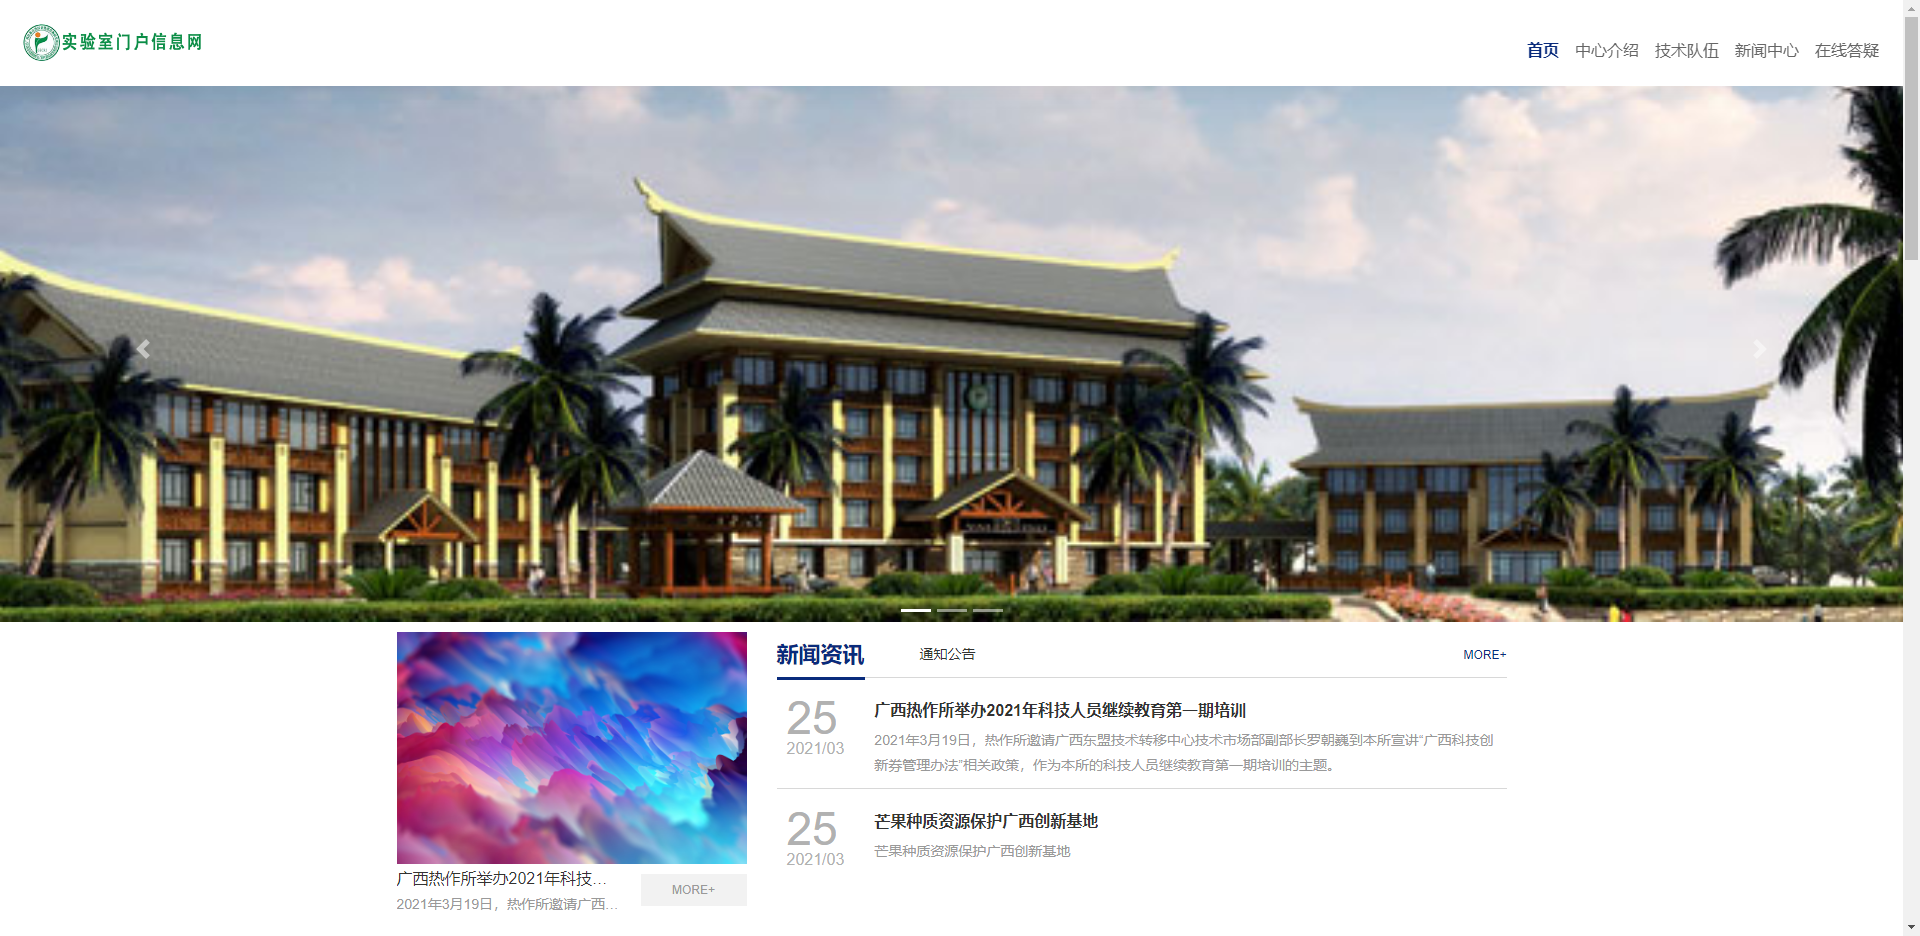 实验室门户信息网
首页 中心介绍 技术队伍 新闻中心 在线答疑
新闻资讯 通知公告 MORE+
25
2021/03
广西热作所举办2021年科技人员继续教育第一期培训
2021年3月19日，热作所邀请广西东盟技术转移中心技术市场部副部长罗朝巍到本所宣讲“广西科技创
新券管理办法”相关政策，作为本所的科技人员继续教育第一期培训的主题。
25
2021/03
芒果种质资源保护广西创新基地
芒果种质资源保护广西创新基地
广西热作所举办2021年科技...
2021年3月19日，热作所邀请广西...
MORE+